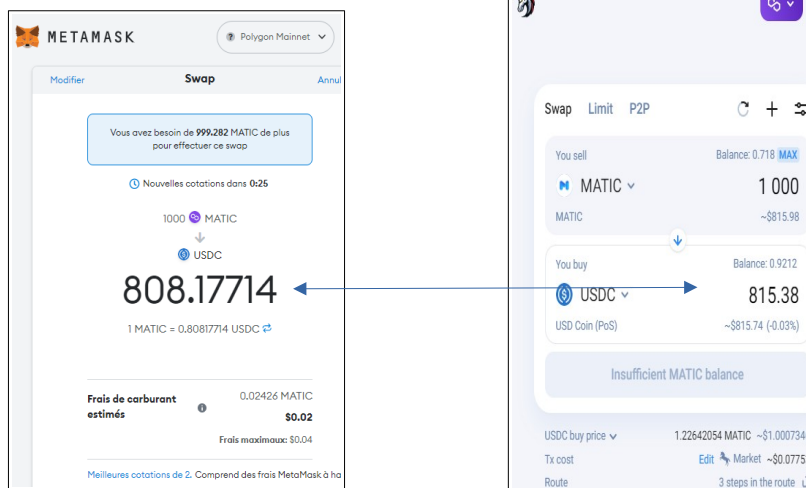 METAMASK
Polygon Mainnet
Modifier
Swap
Annul
Vous avez besoin de 999.282 MATIC de plus
pour effectuer ce swap
Nouvelles cotations dans 0:25
1000 MATIC
USDC
808.17714
1 MATIC = 0.80817714 USDC
Frais de carburant
estimés
0.02426 MATIC
$0.02
Frais maximaux: $0.04
Meilleures cotations de 2. Comprend des frais MetaMask à ha
Swap Limit P2P
You sell
Balance: 0.718 MAX
MATIC
1 000
MATIC
~$815.98
You buy
Balance: 0.9212
USDC
815.38
USD Coin (PoS)
~$815.74 (-0.03%)
Insufficient MATIC balance
USDC buy price
1.22642054 MATIC ~$1.000734
Tx cost
Edit Market ~$0.0775
Route
3 steps in the route